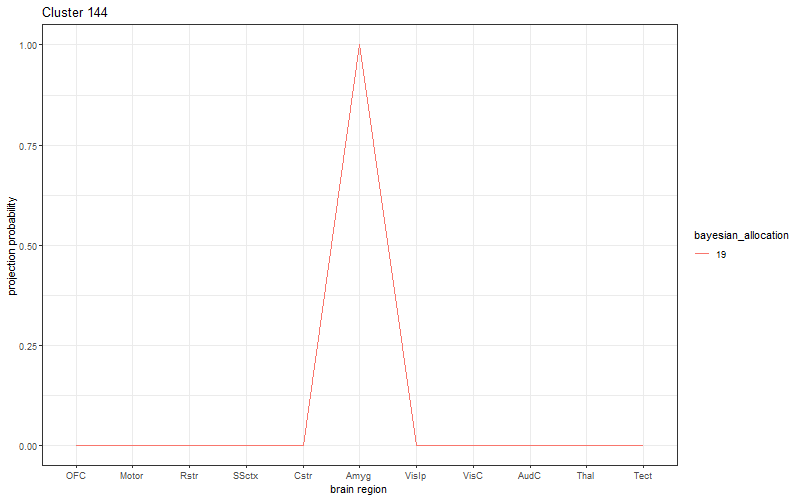 Cluster 144
1.00
0.75
0.50
0.25
0.00
projection probability
OFC Motor Rstr SSctx Cstr Amyg VisIp VisC AudC Thal Tect
brain region
bayesian_allocation
19